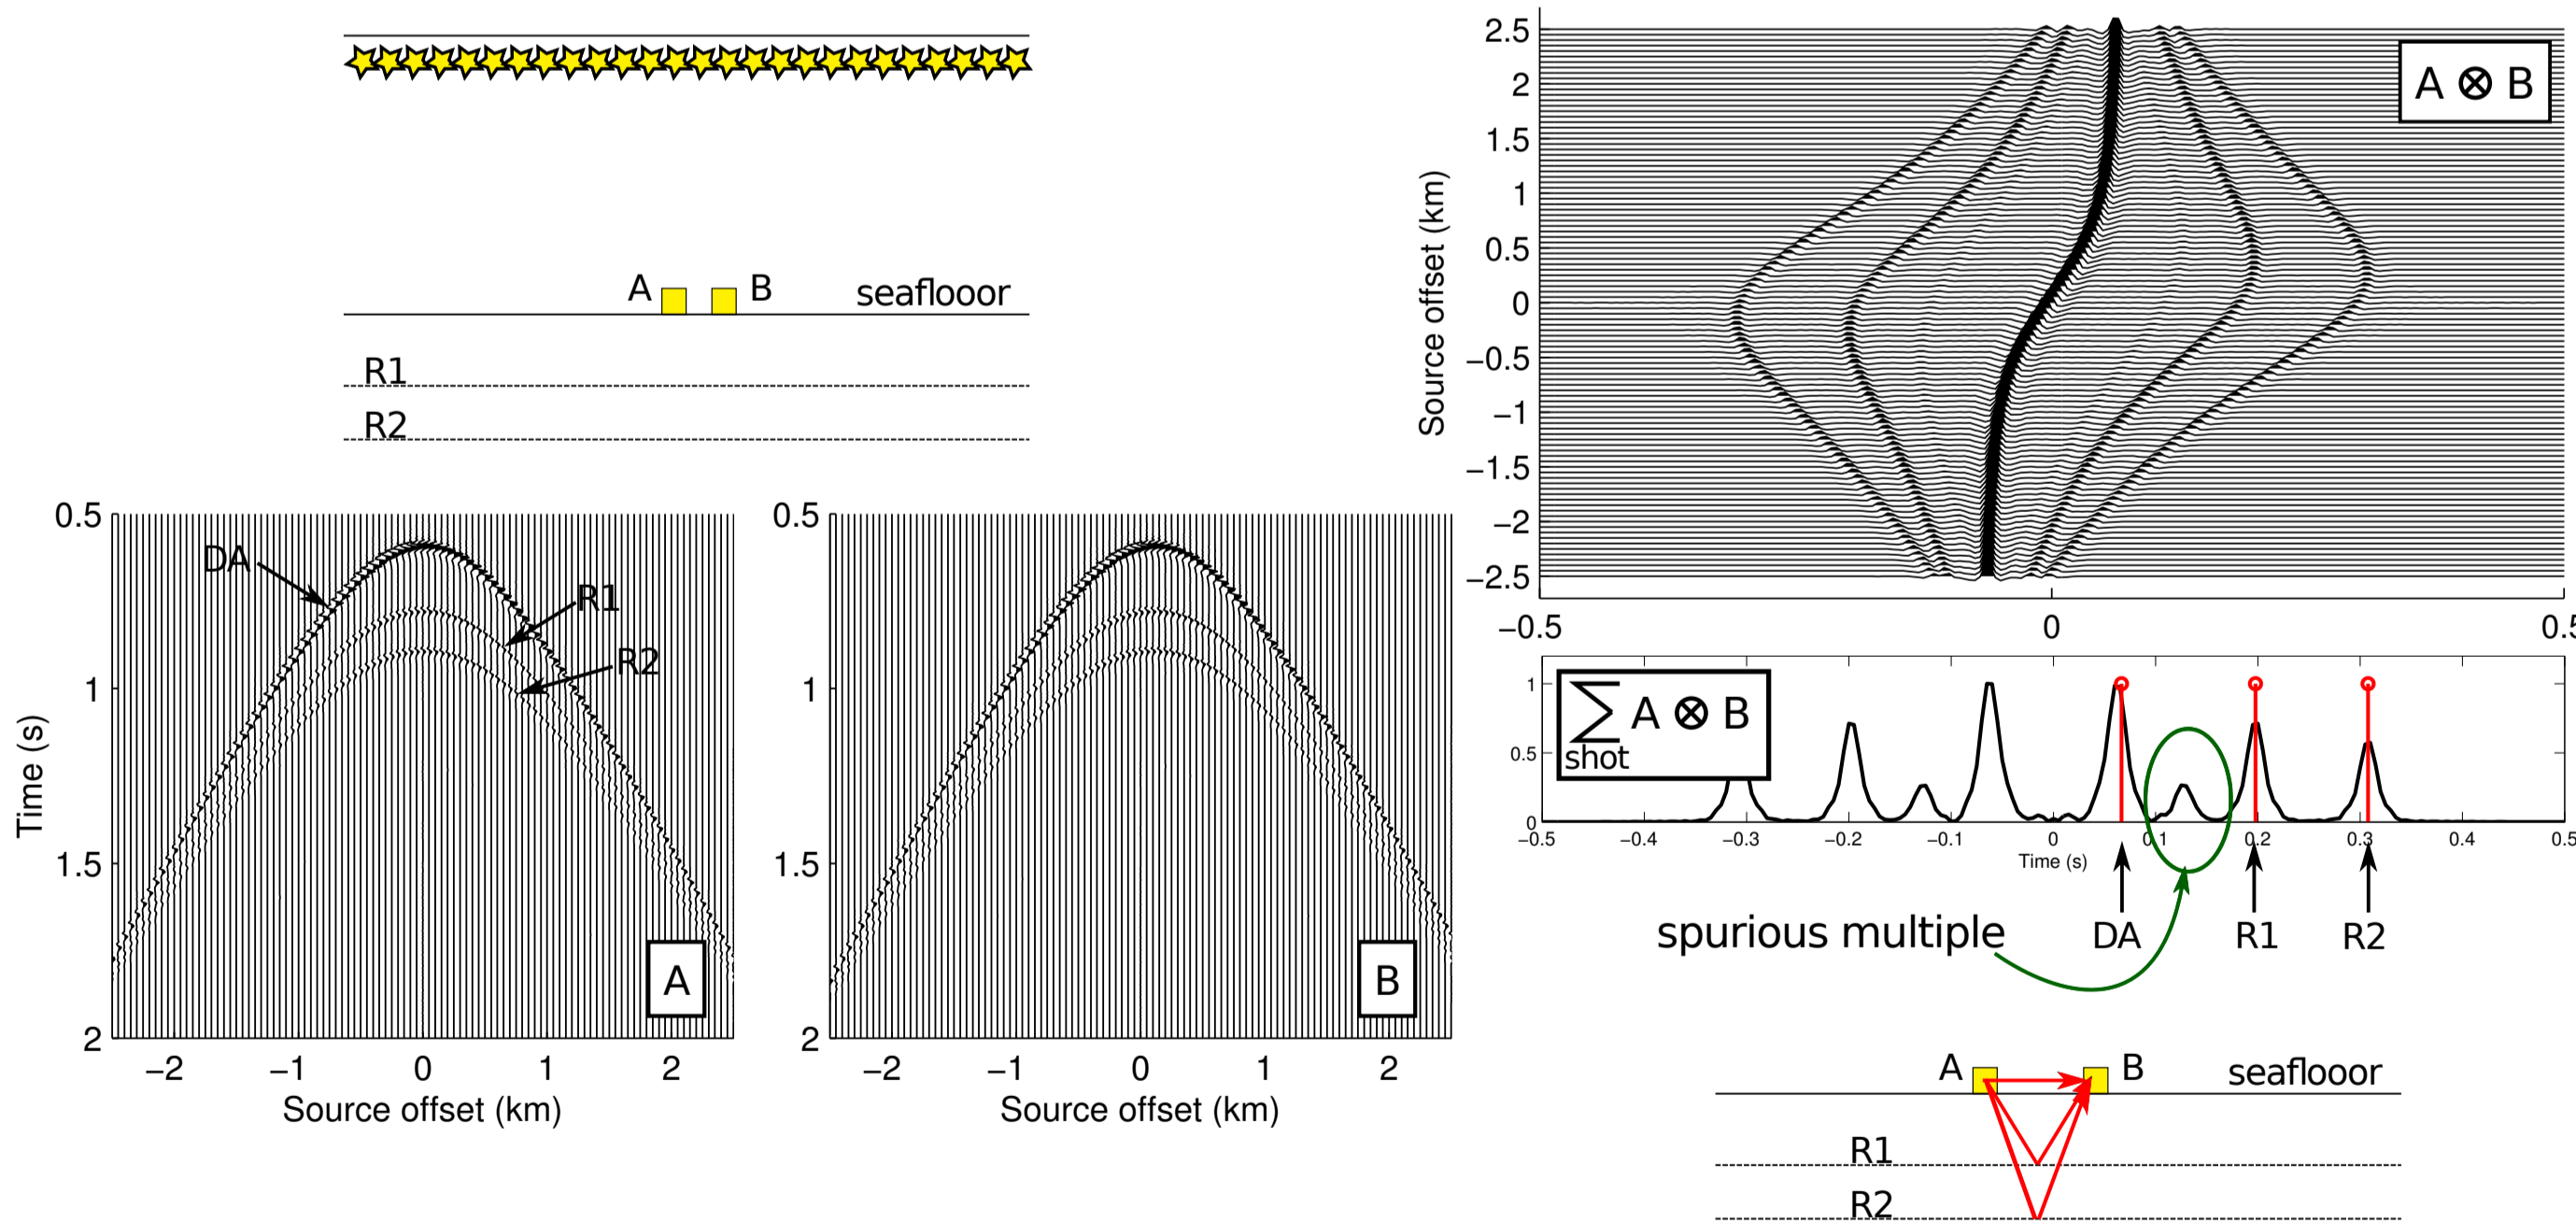 A
B
seaflooor
R1
R2
0.5
1
1.5
2
Time (s)
DA
R1
R2
A
−2
−1
0
1
2
Source offset (km)
0.5
1
1.5
2
B
−2
−1
0
1
2
Source offset (km)
2.5
2
1.5
1
0.5
0
−0.5
−1
−1.5
−2
−2.5
Source offset (km)
A ⊗ B
−0.5
0
0.5
1
0.5
0
∑ A ⊗ B
shot
−0.5
−0.4
−0.3
−0.2
−0.1
0
0.1
0.2
0.3
0.4
0.5
Time (s)
spurious multiple
DA
R1
R2
A
B
seaflooor
R1
R2